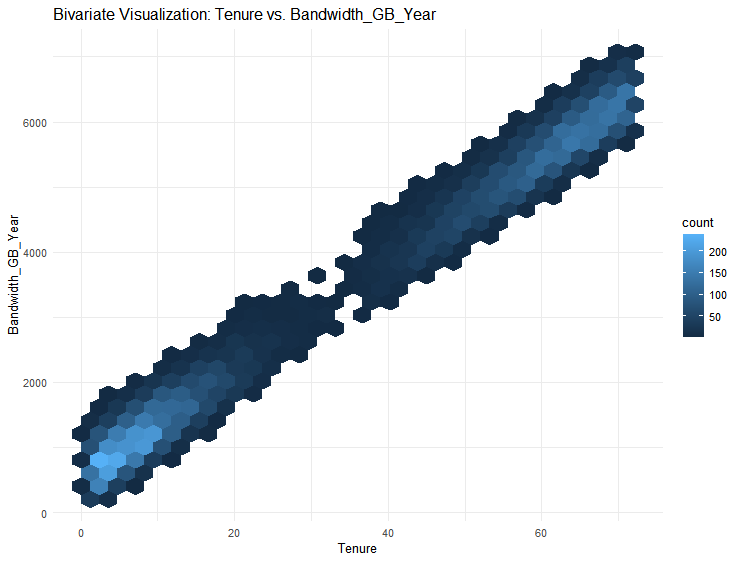 Bivariate Visualization: Tenure vs. Bandwidth_GB_Year
Bandwidth_GB_Year
6000
4000
2000
0
0 20 40 60
Tenure
count
200
150
100
50